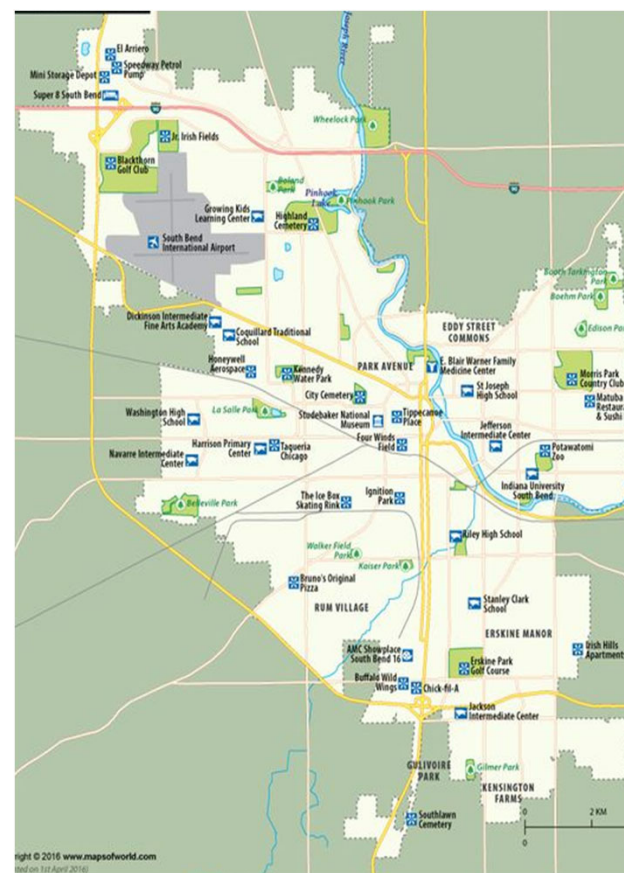 El Arriero
Speedway Petrol
Pump
Mini Storage Depot
Super 8 South Bend
Joseph River
Wheelock Park
Jr. Irish Fields
Blackthorn
Golf Club
Boland
Park
Pinhook
Lake
Pinhook Park
Growing Kids
Learning Center
Highland
Cemetery
South Bend
International Airport
Booth Tarkington
Park
Boehm Park
Edison P
Dickinson Intermediate
Fine Arts Academy
Coquillard Traditional
School
EDDY STREET
COMMONS
Honeywell
Aerospace
Kennedy
Water Park
PARK AVENUE
E. Blair Warner Family
Medicine Center
Morris Park
Country Club
City Cemetery
St Joseph
High School
Matuba
Restaura
& Sushi
La Salle Park
Washington High
School
Studebaker National
Museum
Tippecanoe
Place
Jefferson
Intermediate Center
Harrison Primary
Center
Taqueria
Chicago
Four Winds
Field
Potawatomi
Zoo
Navarre Intermediate
Center
Indiana University
South Bend
Belleville Park
The Ice Box
Skating Rink
Ignition
Park
Riley High School
Walker Field
Park
Kaiser Park
Bruno's Original
Pizza
RUM VILLAGE
Stanley Clark
School
ERSKINE MANOR
AMC Showplace
South Bend 16
Irish Hills
Apartment
Erskine Park
Golf Course
Buffalo Wild
Wings
Chick-fil-A
Jackson
Intermediate Center
GULIVOIRE
PARK
Gilmer Park
KENSINGTON
FARMS
Southlawn
Cemetery
0
2 KM
0
right © 2016 www.mapsofworld.com
ted on 1st April 2016)